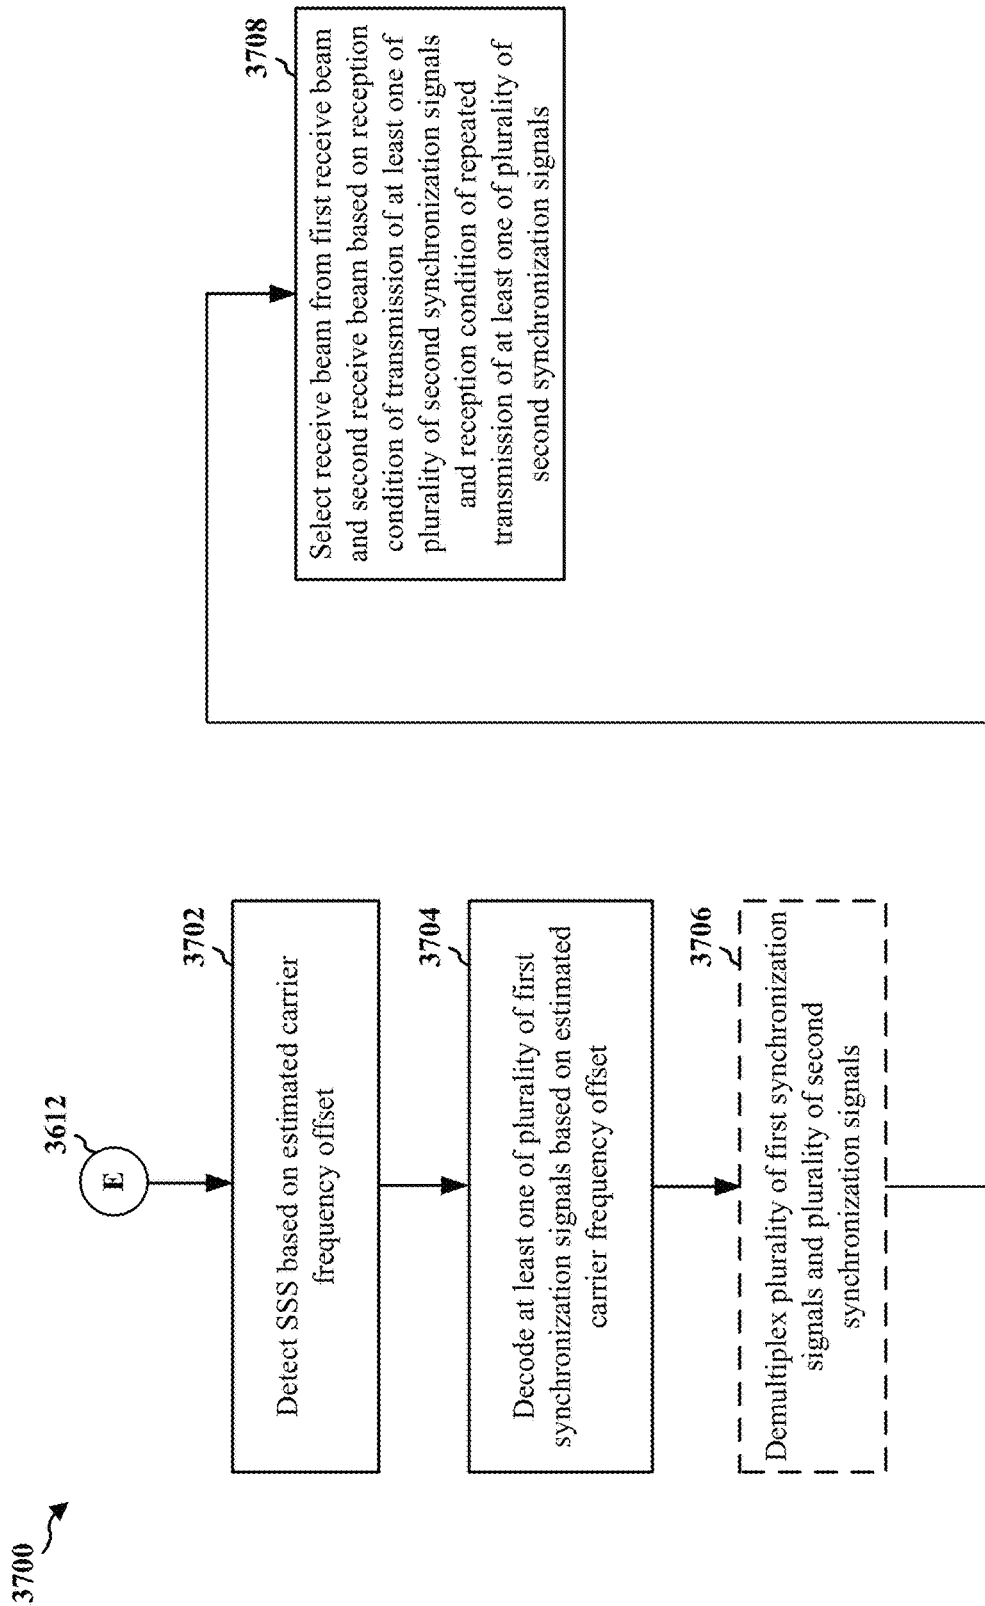 3700
3612
E
3702
Detect SSS based on estimated carrier
frequency offset
3704
Decode at least one of plurality of first
synchronization signals based on estimated
carrier frequency offset
3706
Demultiplex plurality of first synchronization
signals and plurality of second
synchronization signals
3708
Select receive beam from first receive beam
and second receive beam based on reception
condition of transmission of at least one of
plurality of second synchronization signals
and reception condition of repeated
transmission of at least one of plurality of
second synchronization signals